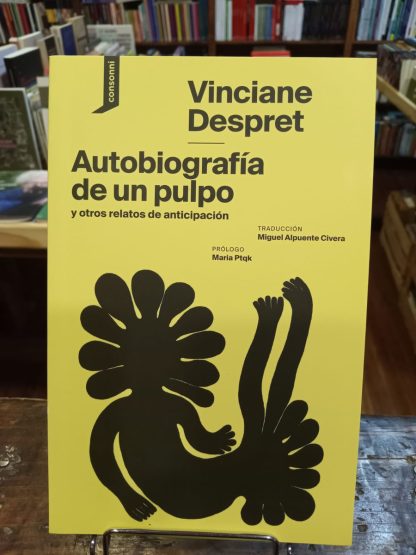 consonni
Vinciane
Despret
Autobiografía
de un pulpo
y otros relatos de anticipación
TRADUCCIÓN
Miguel Alpuente Civera
PRÓLOGO
Maria Ptqk